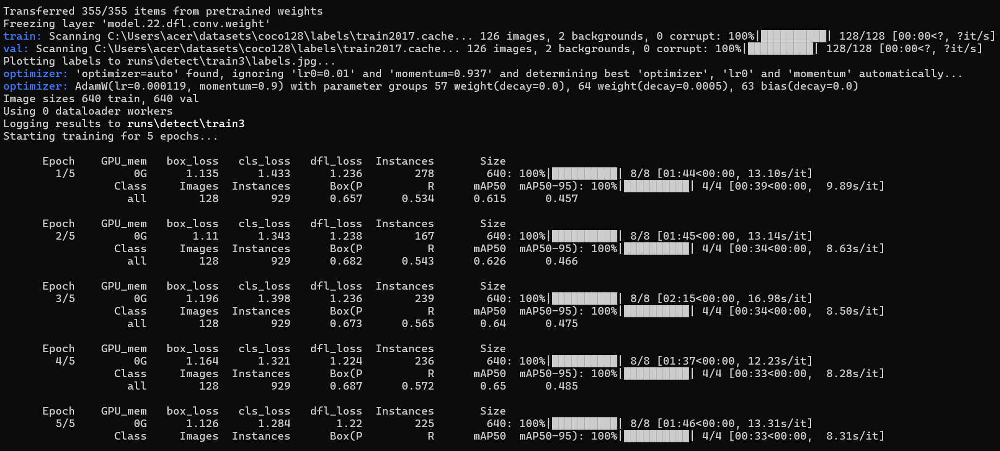 Transferred 355/355 items from pretrained weights
Freezing layer 'model.22.dfl.conv.weight'
train: Scanning C:\Users\acer\datasets\coco128\labels\train2017.cache... 126 images, 2 backgrounds, 0 corrupt: 100%|██████████| 128/128 [00:00<?, ?it/s]
val: Scanning C:\Users\acer\datasets\coco128\labels\train2017.cache... 126 images, 2 backgrounds, 0 corrupt: 100%|██████████| 128/128 [00:00<?, ?it/s]
Plotting labels to runs\detect\train3\labels.jpg...
optimizer: 'optimizer=auto' found, ignoring 'lr0=0.01' and 'momentum=0.937' and determining best 'optimizer', 'lr0' and 'momentum' automatically...
optimizer: AdamW(lr=0.000119, momentum=0.9) with parameter groups 57 weight(decay=0.0), 64 weight(decay=0.0005), 63 bias(decay=0.0)
Image sizes 640 train, 640 val
Using 0 dataloader workers
Logging results to runs\detect\train3
Starting training for 5 epochs...
Epoch GPU_mem box_loss cls_loss dfl_loss Instances Size
1/5 0G 1.135 1.433 1.236 278 640: 100%|██████████| 8/8 [01:44<00:00, 13.10s/it]
Class Images Instances Box(P R mAP50 mAP50-95): 100%|██████████| 4/4 [00:39<00:00, 9.89s/it]
all 128 929 0.657 0.534 0.615 0.457
Epoch GPU_mem box_loss cls_loss dfl_loss Instances Size
2/5 0G 1.11 1.343 1.238 167 640: 100%|██████████| 8/8 [01:45<00:00, 13.14s/it]
Class Images Instances Box(P R mAP50 mAP50-95): 100%|██████████| 4/4 [00:34<00:00, 8.63s/it]
all 128 929 0.682 0.543 0.626 0.466
Epoch GPU_mem box_loss cls_loss dfl_loss Instances Size
3/5 0G 1.196 1.398 1.236 239 640: 100%|██████████| 8/8 [02:15<00:00, 16.98s/it]
Class Images Instances Box(P R mAP50 mAP50-95): 100%|██████████| 4/4 [00:34<00:00, 8.50s/it]
all 128 929 0.673 0.565 0.64 0.475
Epoch GPU_mem box_loss cls_loss dfl_loss Instances Size
4/5 0G 1.164 1.321 1.224 236 640: 100%|██████████| 8/8 [01:37<00:00, 12.23s/it]
Class Images Instances Box(P R mAP50 mAP50-95): 100%|██████████| 4/4 [00:33<00:00, 8.28s/it]
all 128 929 0.687 0.572 0.65 0.485
Epoch GPU_mem box_loss cls_loss dfl_loss Instances Size
5/5 0G 1.126 1.284 1.22 225 640: 100%|██████████| 8/8 [01:46<00:00, 13.31s/it]
Class Images Instances Box(P R mAP50 mAP50-95): 100%|██████████| 4/4 [00:33<00:00, 8.31s/it]